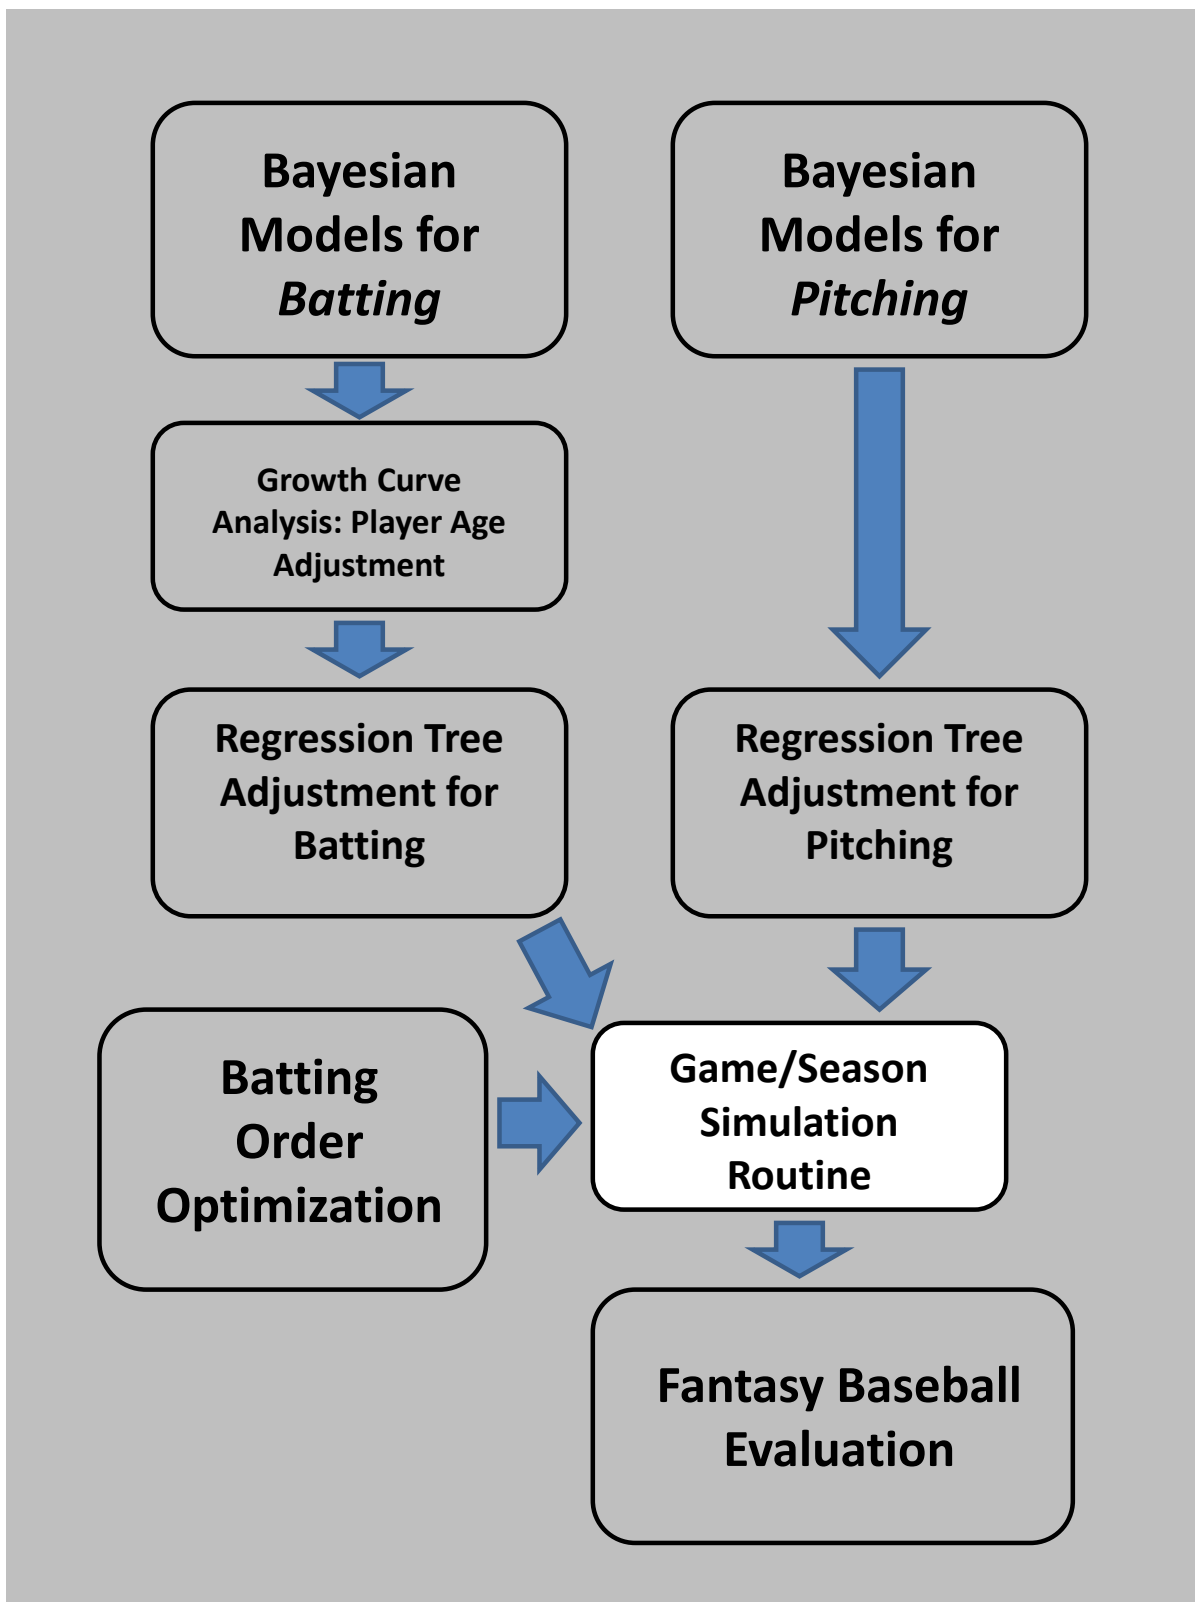 Bayesian
Models for
Batting
Bayesian
Models for
Pitching
Growth Curve
Analysis: Player Age
Adjustment
Regression Tree
Adjustment for
Batting
Regression Tree
Adjustment for
Pitching
Batting
Order
Optimization
Game/Season
Simulation
Routine
Fantasy Baseball
Evaluation